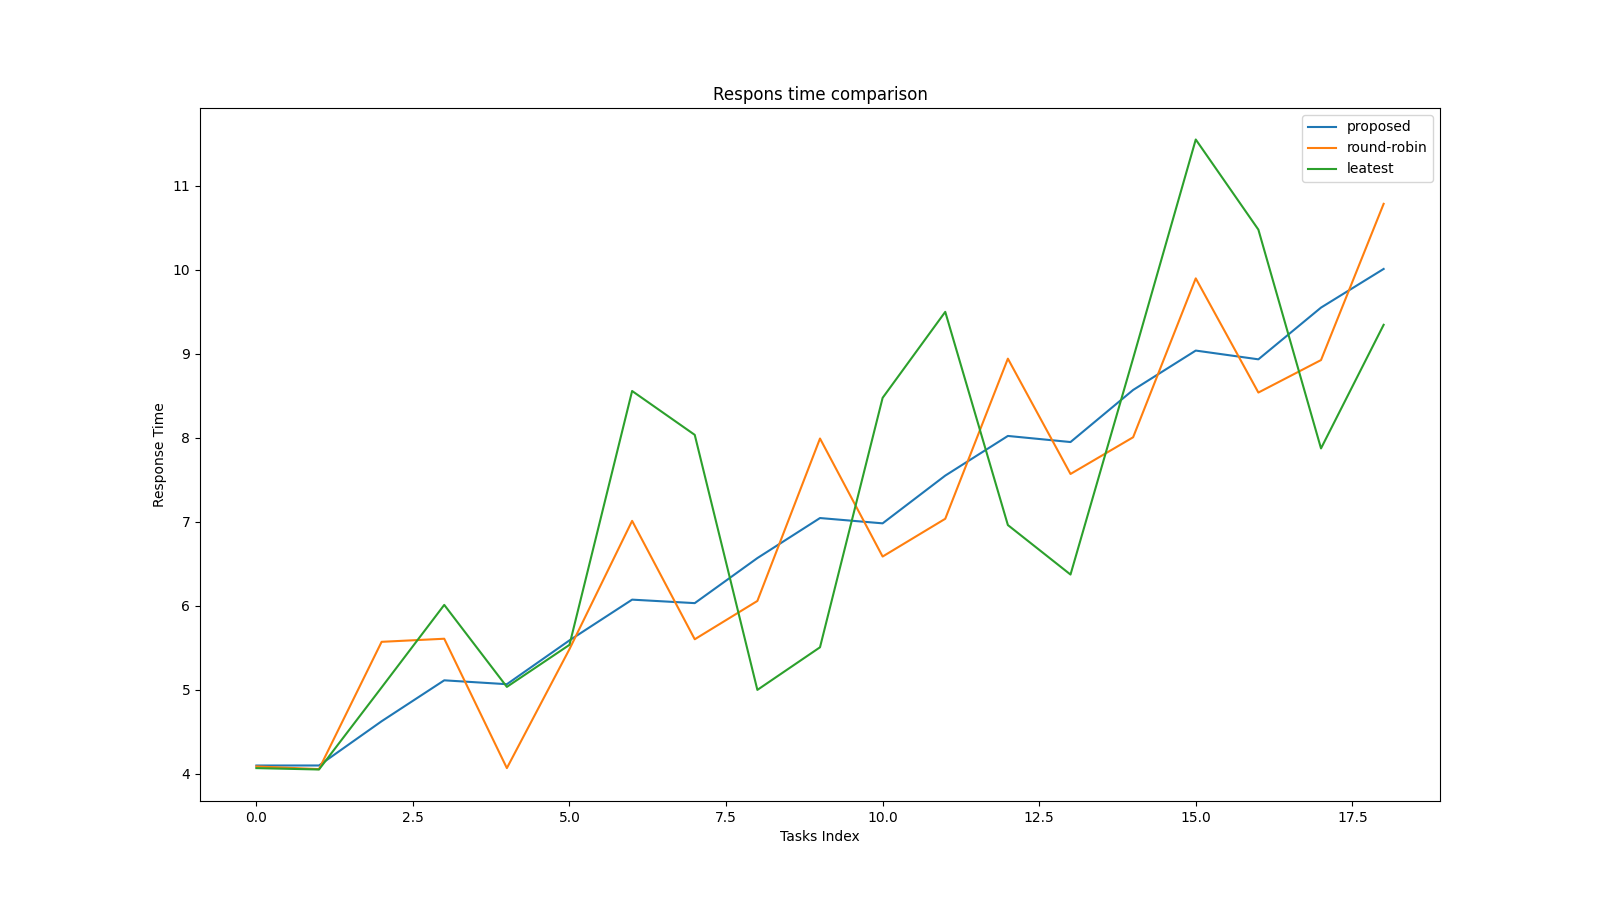 Respons time comparison
proposed
round-robin
leatest
11
10
9
8
7
6
5
4
Response Time
0.0
2.5
5.0
7.5
10.0
12.5
15.0
17.5
Tasks Index